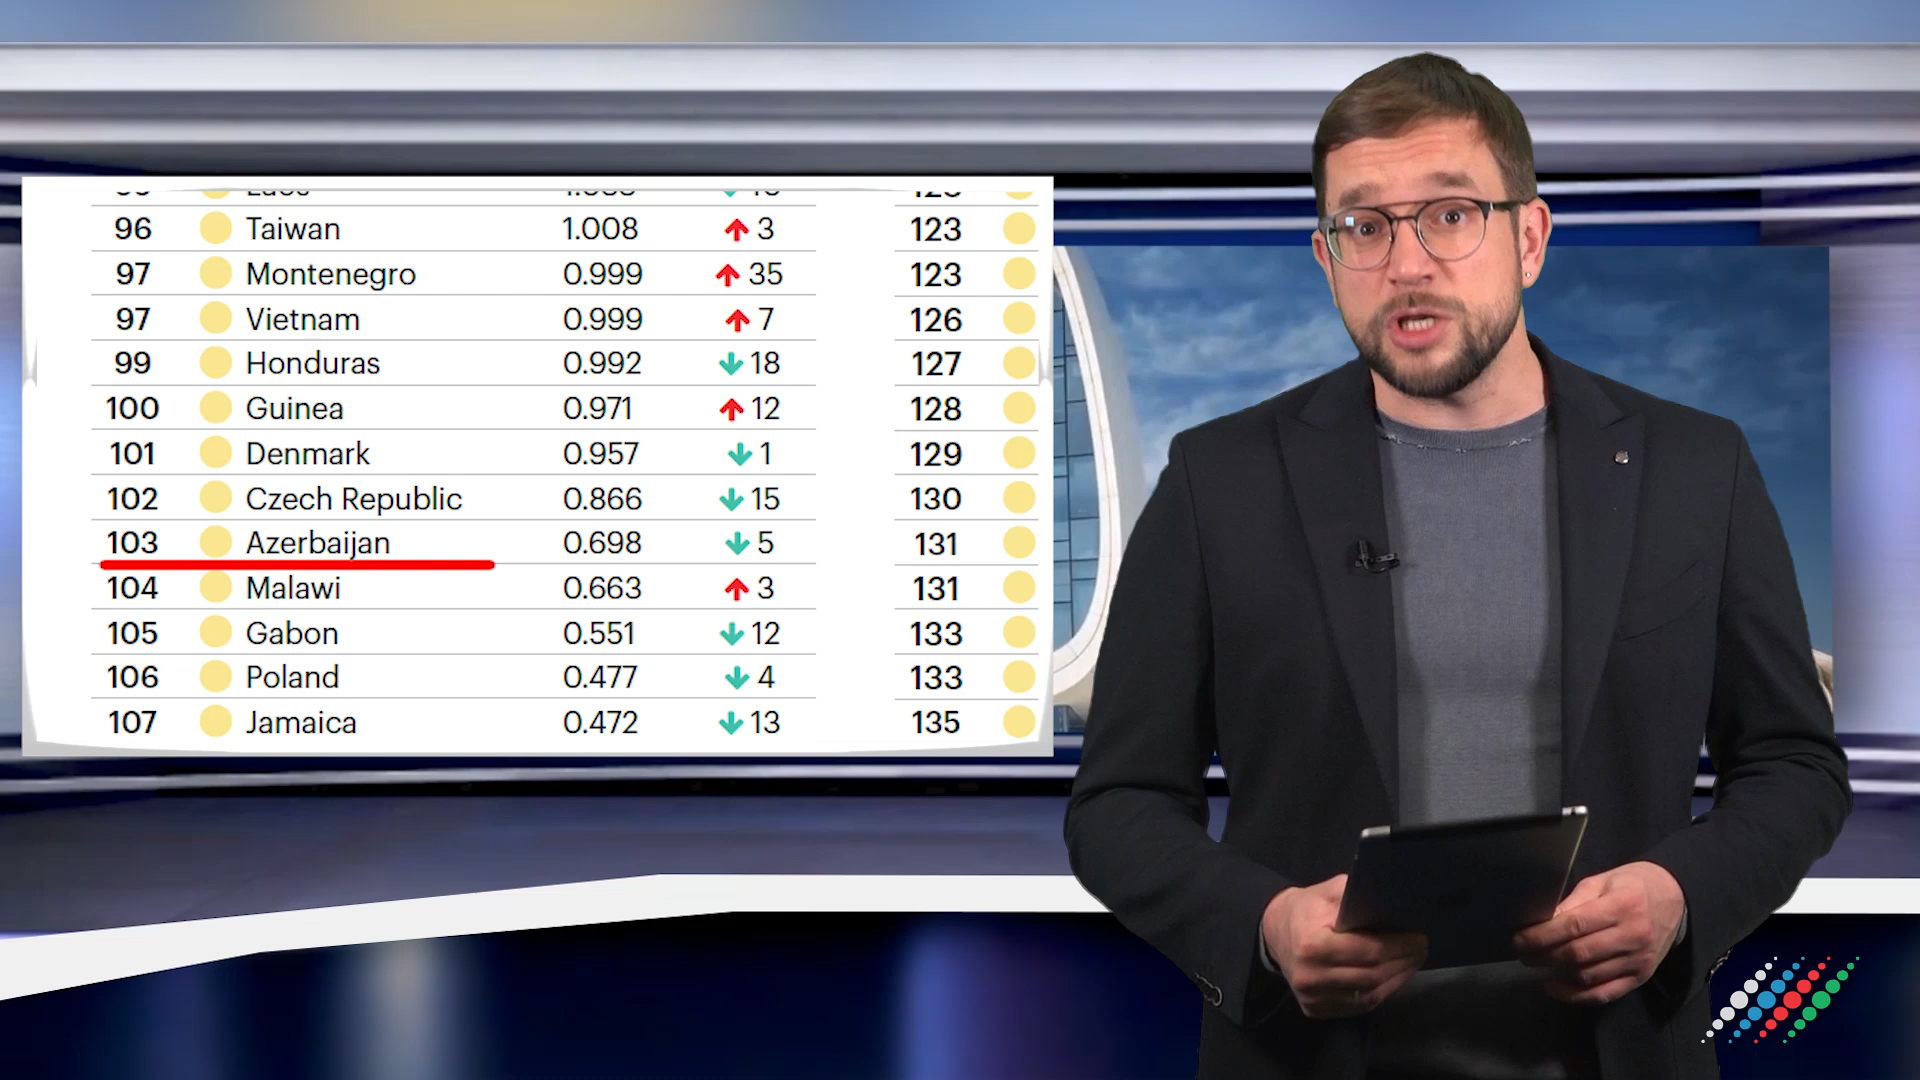 96 Taiwan 1.008 ↑ 3 123
97 Montenegro 0.999 ↑ 35 123
97 Vietnam 0.999 ↑ 7 126
99 Honduras 0.992 ↓ 18 127
100 Guinea 0.971 ↑ 12 128
101 Denmark 0.957 ↓ 1 129
102 Czech Republic 0.866 ↓ 15 130
103 Azerbaijan 0.698 ↓ 5 131
104 Malawi 0.663 ↑ 3 131
105 Gabon 0.551 ↓ 12 133
106 Poland 0.477 ↓ 4 133
107 Jamaica 0.472 ↓ 13 135